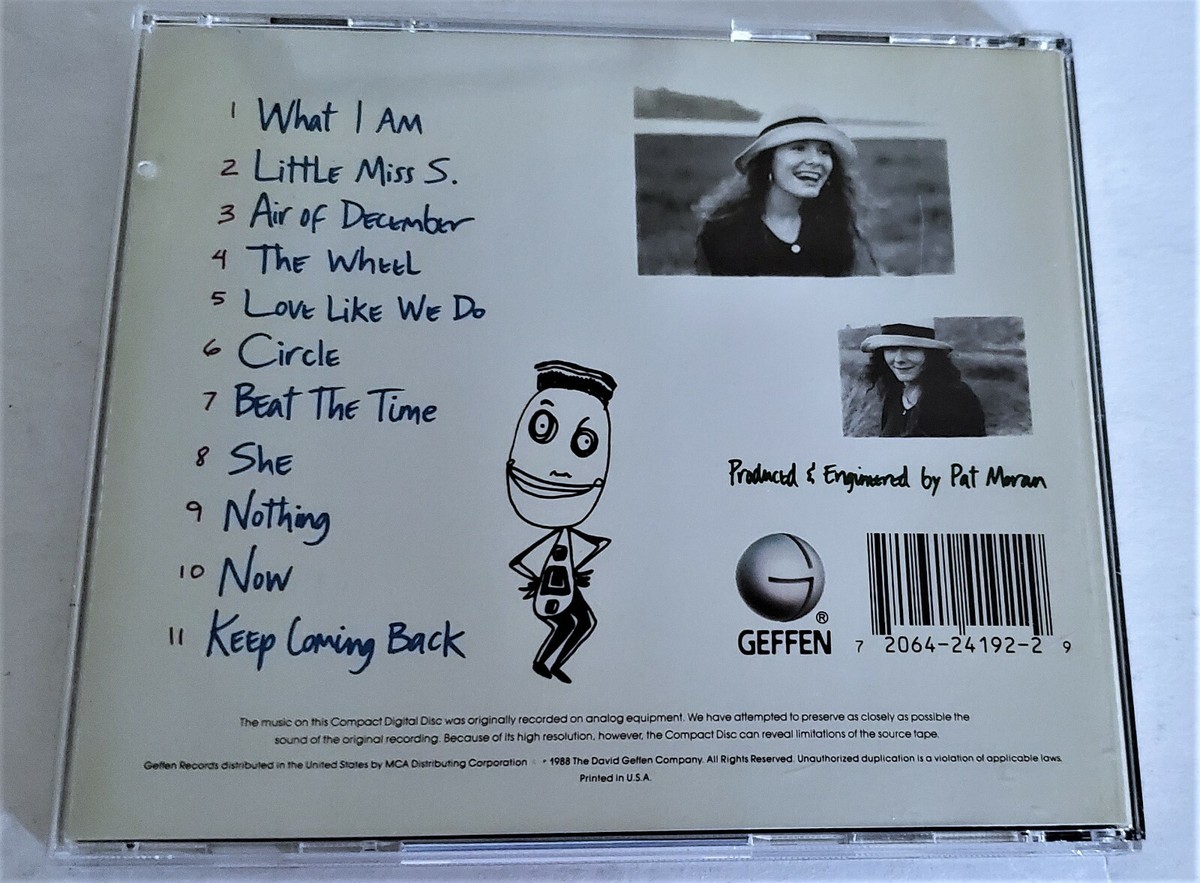 1 What I Am
2 Little Miss S.
3 Air of December
4 The Wheel
5 Love Like We Do
6 Circle
7 Beat The Time
8 She
9 Nothing
10 Now
11 Keep Coming Back
Produced & Engineered by Pat Moran
GEFFEN ®
7 2064-24192-2 9
The music on this Compact Digital Disc was originally recorded on analog equipment. We have attempted to preserve as closely as possible the
sound of the original recording. Because of its high resolution, however, the Compact Disc can reveal limitations of the source tape.
Geffen Records distributed in the United States by MCA Distributing Corporation 1988 The David Geffen Company. All Rights Reserved. Unauthorized duplication is a violation of applicable laws.
Printed in U.S.A.